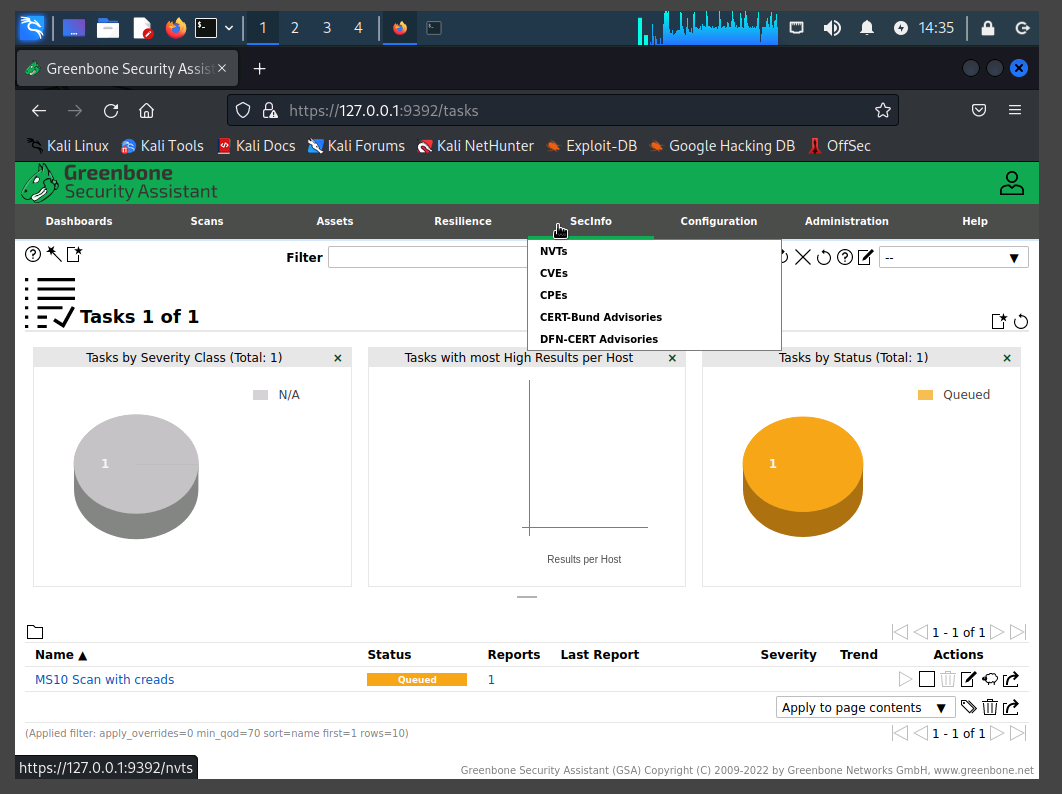 1 2 3 4 14:35
Greenbone Security Assis
https://127.0.0.1:9392/tasks
Kali Linux Kali Tools Kali Docs Kali Forums Kali NetHunter Exploit-DB Google Hacking DB OffSec
Greenbone
Security Assistant
Dashboards Scans Assets Resilience SecInfo Configuration Administration Help
Filter --
NVTs
CVEs
CPEs
CERT-Bund Advisories
DFN-CERT Advisories
Tasks 1 of 1
Tasks by Severity Class (Total: 1) × Tasks with most High Results per Host × Tasks by Status (Total: 1) ×
N/A Queued
1 1
Results per Host
1 - 1 of 1
Name ▲ Status Reports Last Report Severity Trend Actions
MS10 Scan with creads Queued 1
Apply to page contents ▼
(Applied filter: apply_overrides=0 min_qod=70 sort=name first=1 rows=10) 1 - 1 of 1
https://127.0.0.1:9392/nvts
Greenbone Security Assistant (GSA) Copyright (C) 2009-2022 by Greenbone Networks GmbH, www.greenbone.net